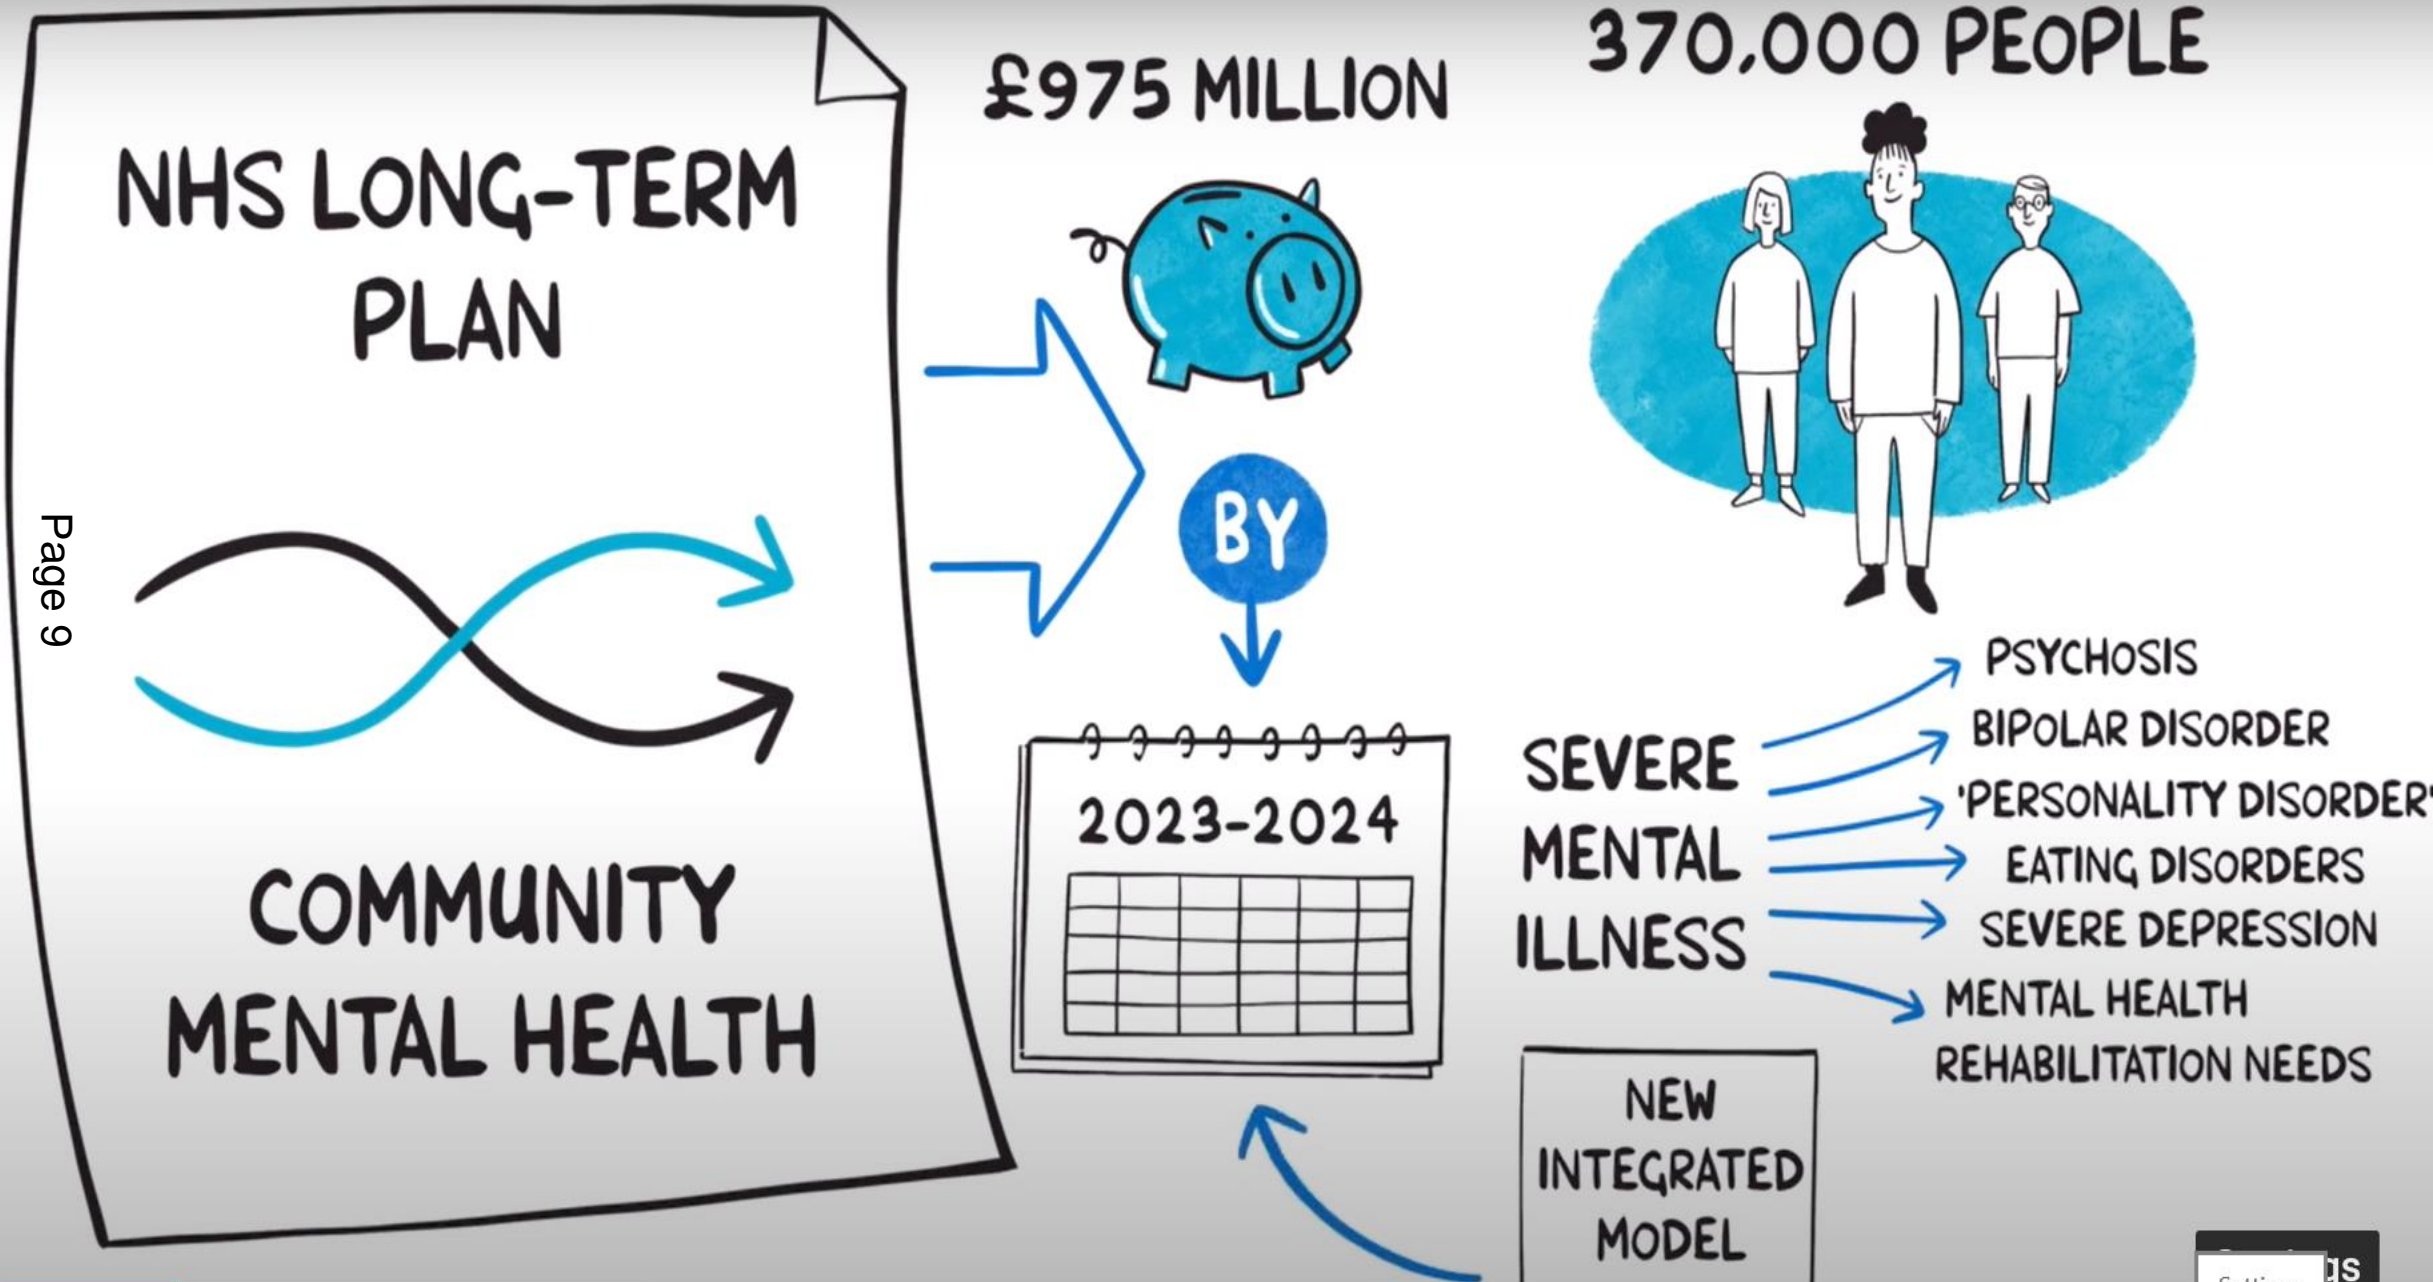 NHS LONG-TERM
PLAN
COMMUNITY
MENTAL HEALTH
Page 9
£975 MILLION
BY
2023-2024
370,000 PEOPLE
SEVERE
MENTAL
ILLNESS
PSYCHOSIS
BIPOLAR DISORDER
'PERSONALITY DISORDER'
EATING DISORDERS
SEVERE DEPRESSION
MENTAL HEALTH
REHABILITATION NEEDS
NEW
INTEGRATED
MODEL